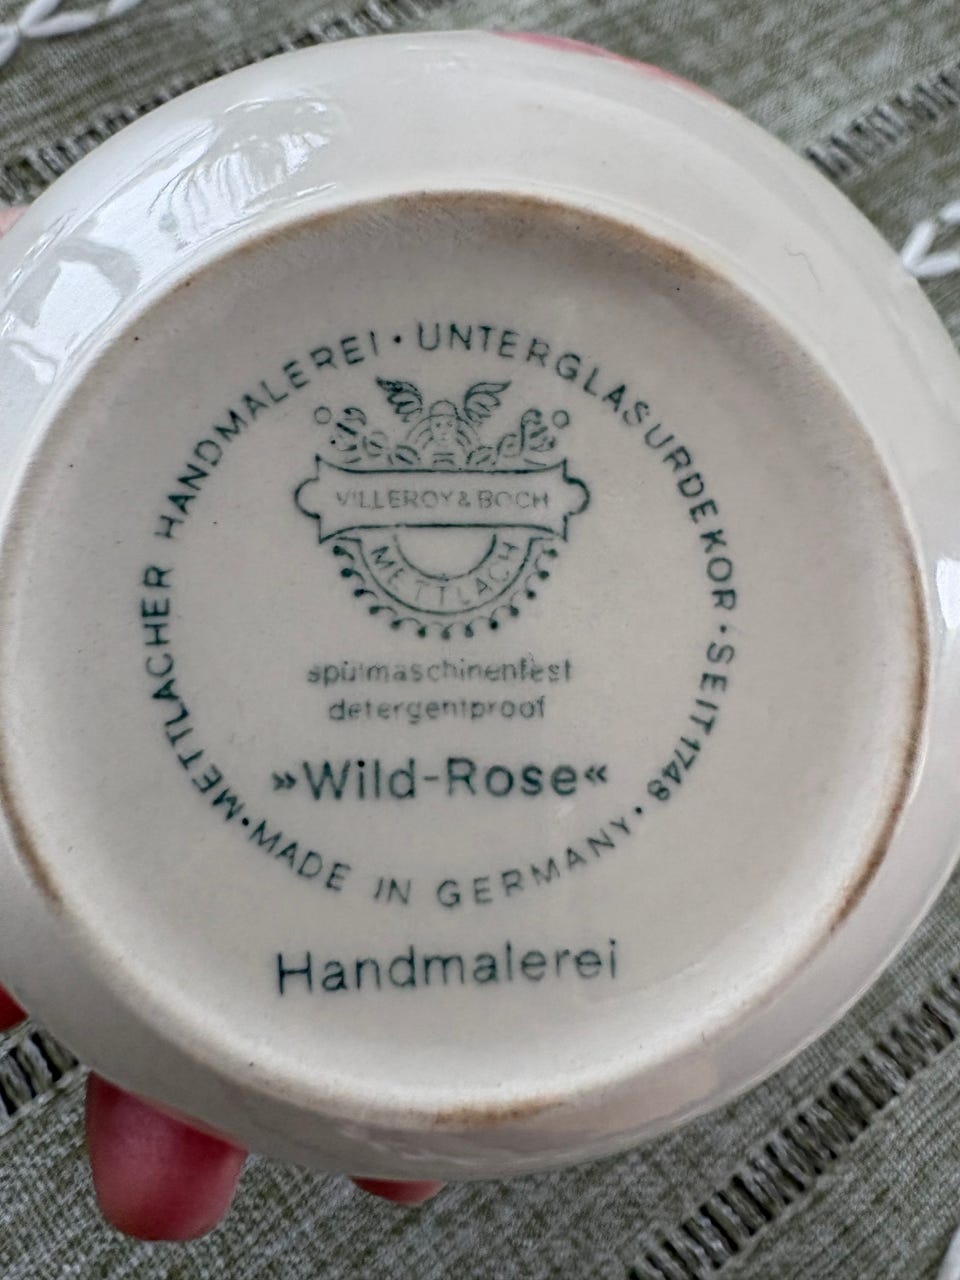 METTLACHER HANDMALEREI · UNTERGLASURDEKOR · SEIT 1748 ·
VILLEROY & BOCH
METTLACH
spülmaschinenfest
detergentproof
»Wild-Rose«
· MADE IN GERMANY ·
Handmalerei